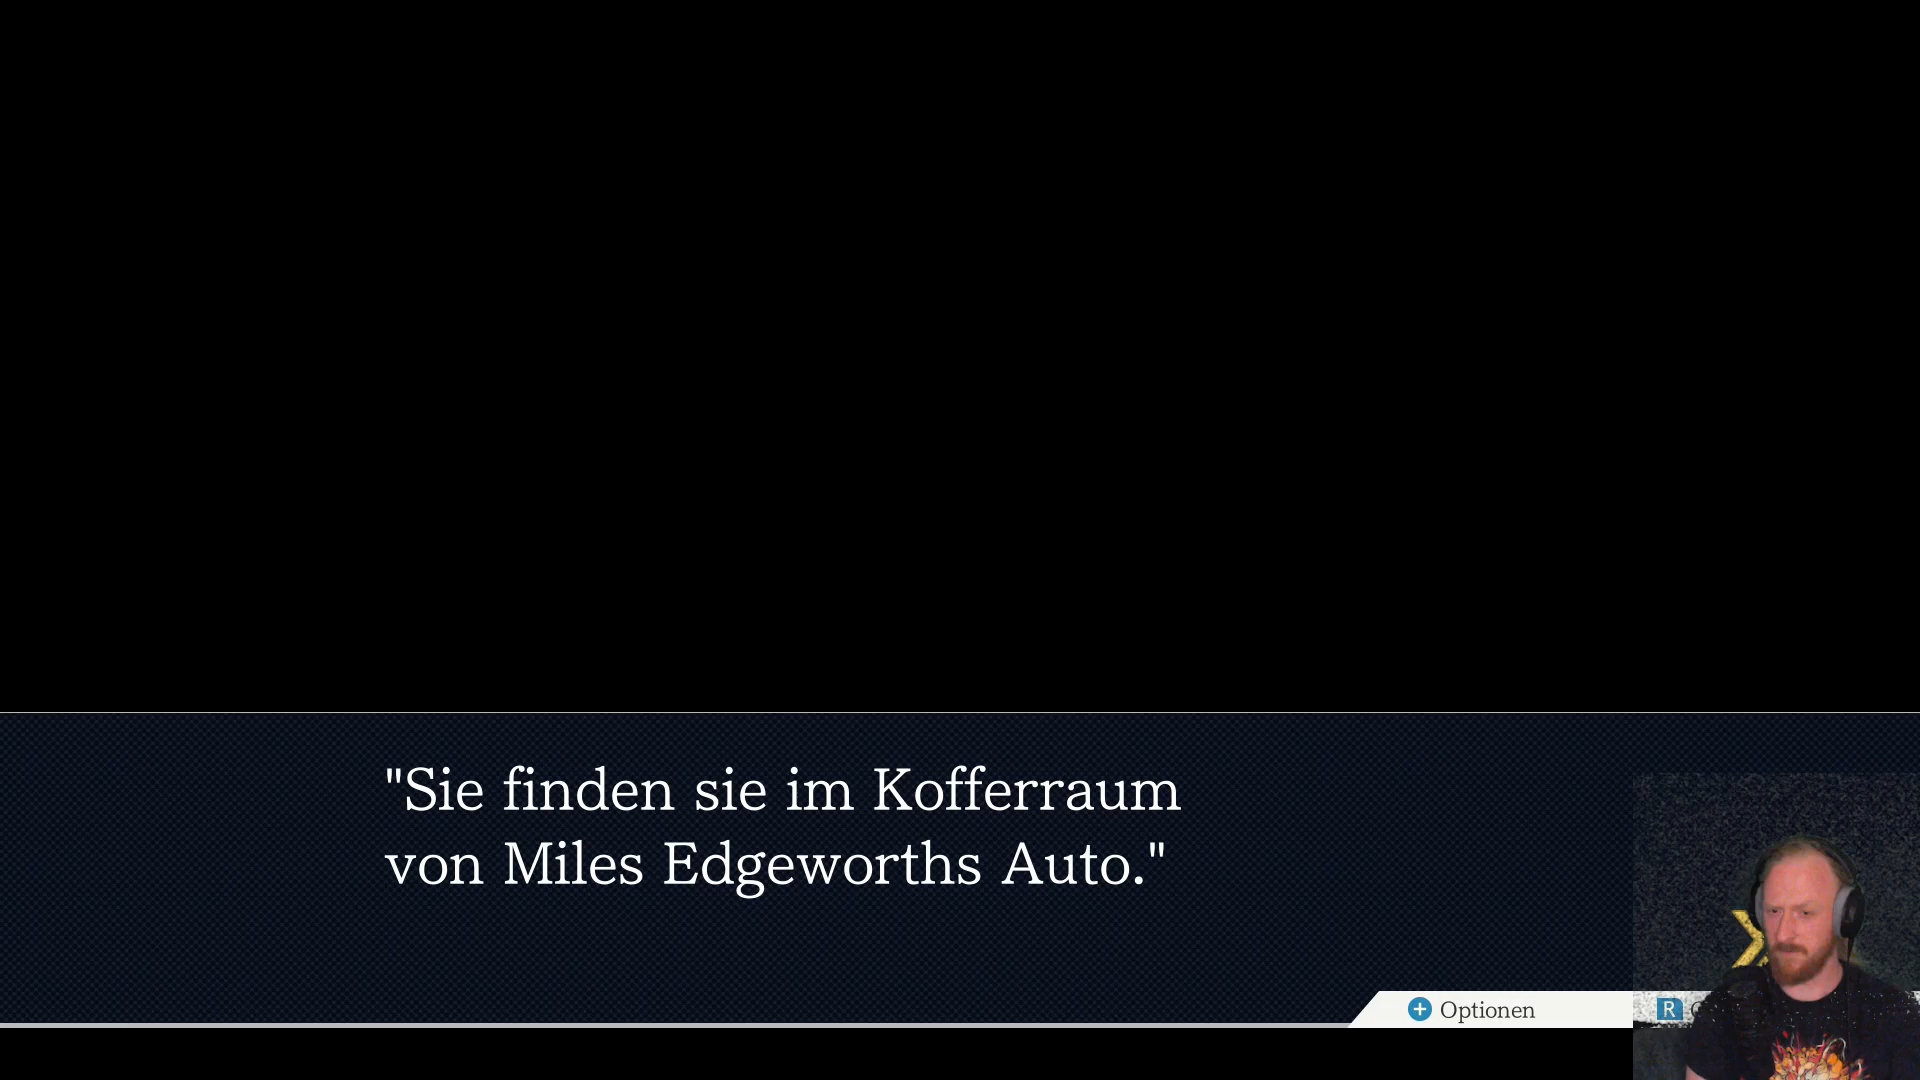 "Sie finden sie im Kofferraum
von Miles Edgeworths Auto."
Optionen
R